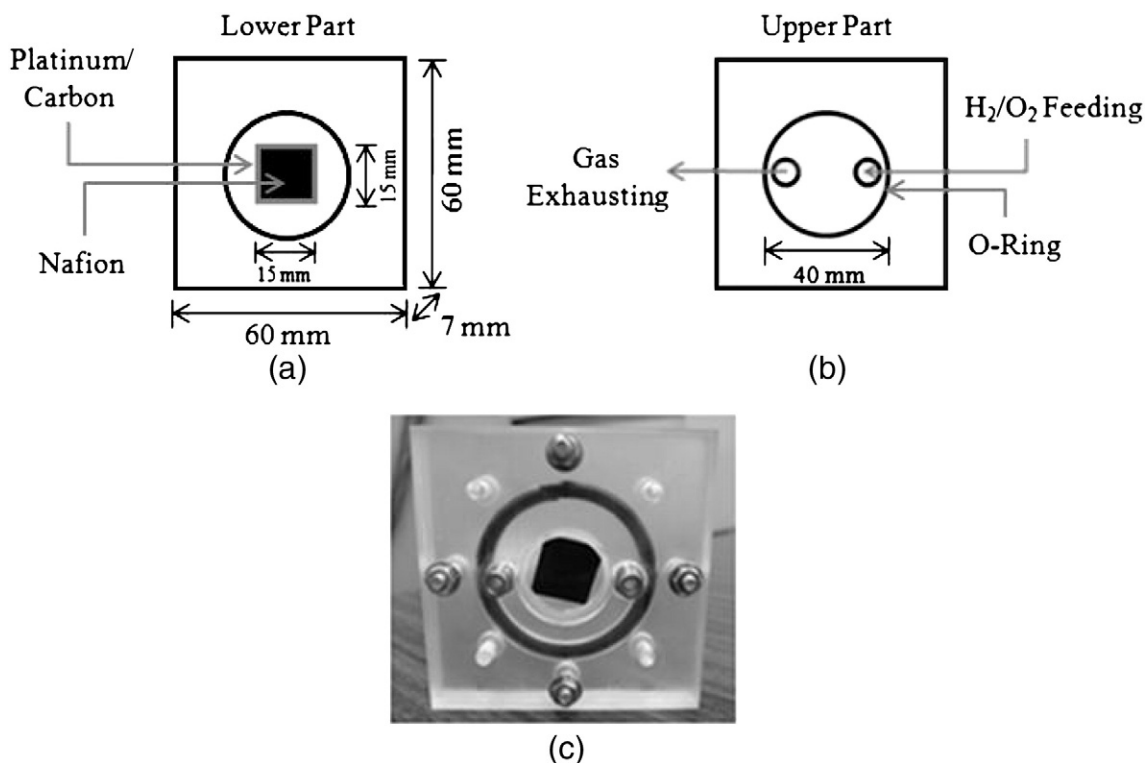 Lower Part
Platinum/
Carbon
Nafion
15 mm
15 mm
60 mm
60 mm
7 mm
(a)
Upper Part
H₂/O₂ Feeding
Gas
Exhausting
O-Ring
40 mm
(b)
(c)